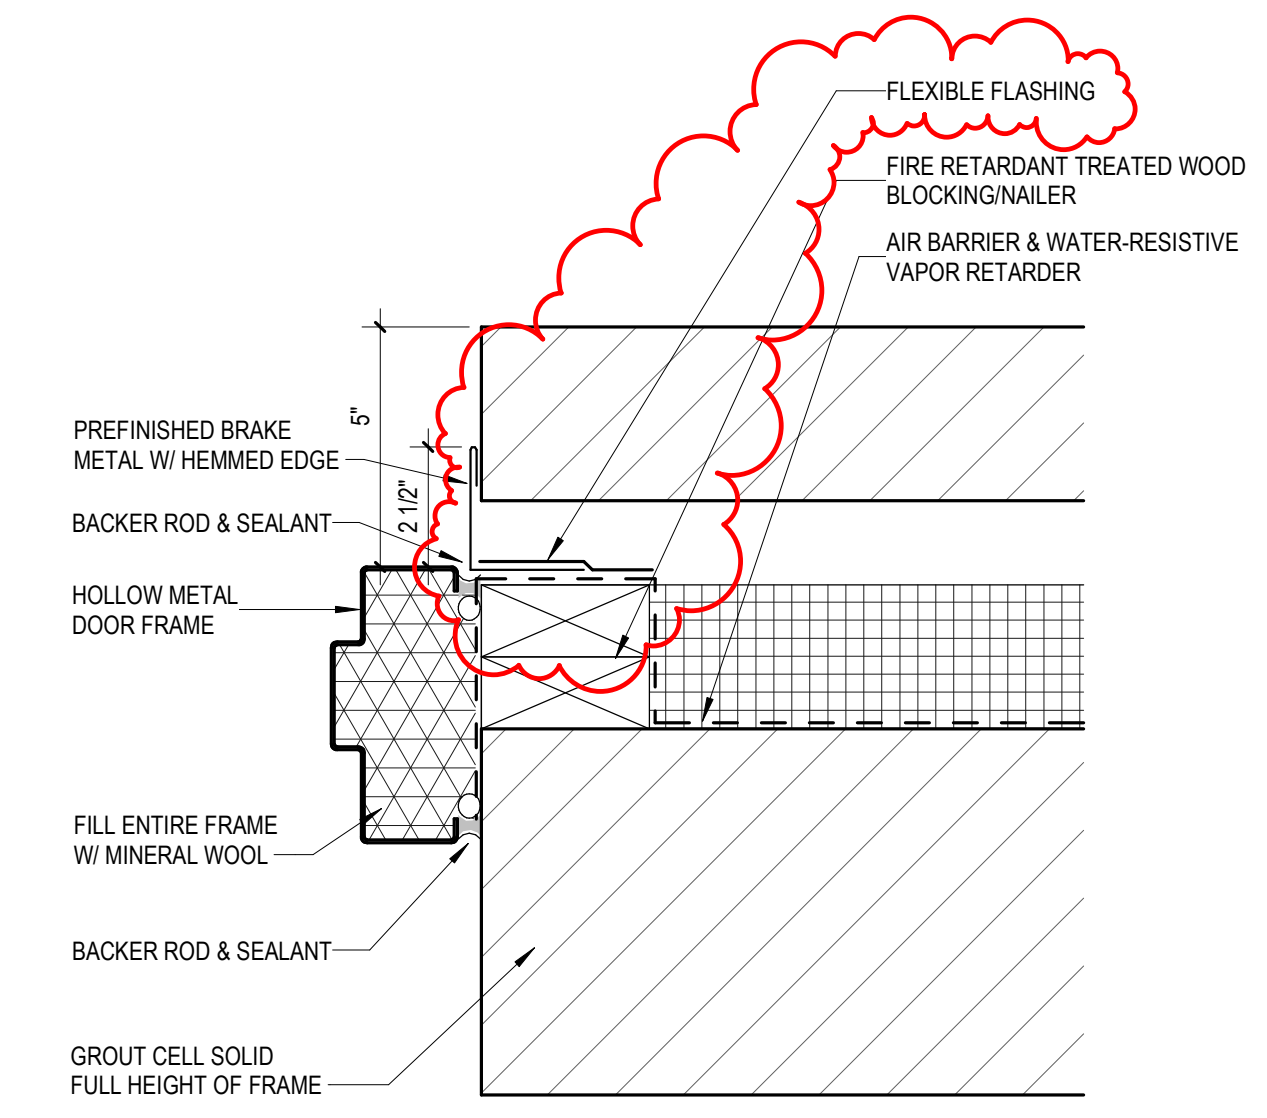 FLEXIBLE FLASHING
FIRE RETARDANT TREATED WOOD
BLOCKING/NAILER
AIR BARRIER & WATER-RESISTIVE
VAPOR RETARDER
5"
2 1/2"
PREFINISHED BRAKE
METAL W/ HEMMED EDGE
BACKER ROD & SEALANT
HOLLOW METAL
DOOR FRAME
FILL ENTIRE FRAME
W/ MINERAL WOOL
BACKER ROD & SEALANT
GROUT CELL SOLID
FULL HEIGHT OF FRAME